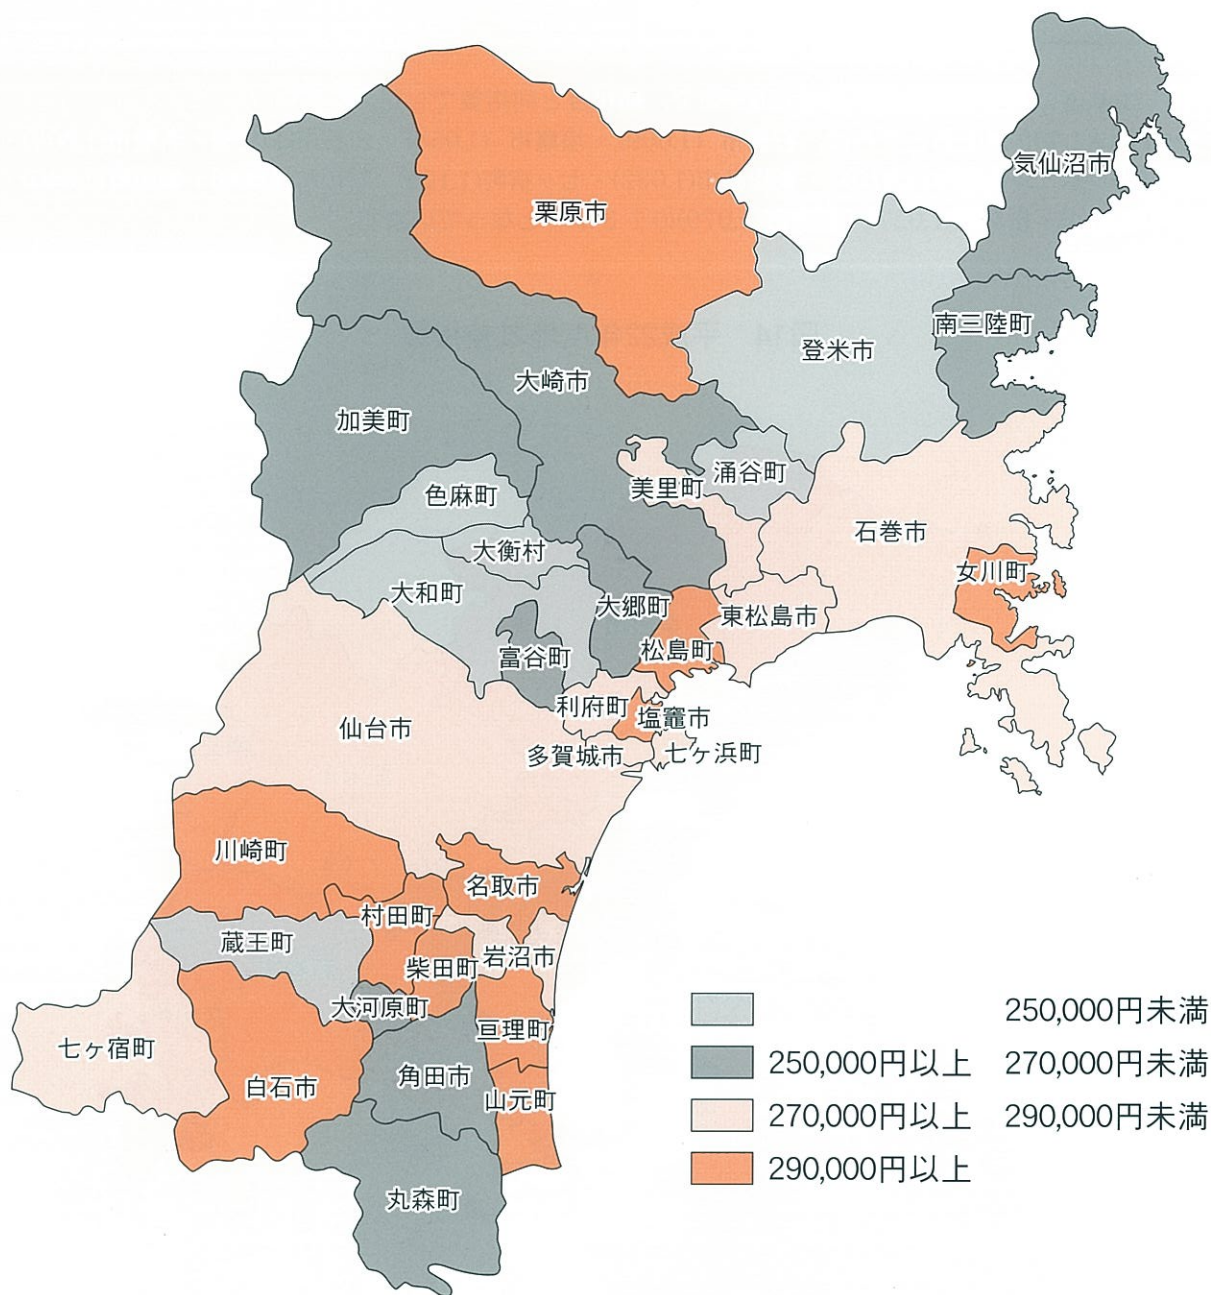 気仙沼市
栗原市
南三陸町
登米市
大崎市
加美町
涌谷町
美里町
色麻町
石巻市
大衡村
女川町
大和町
大郷町
東松島市
松島町
富谷町
利府町
塩竈市
仙台市
多賀城市
七ヶ浜町
川崎町
名取市
村田町
蔵王町
岩沼市
柴田町
大河原町
亘理町
七ヶ宿町
角田市
白石市
山元町
丸森町
250,000円未満
250,000円以上 270,000円未満
270,000円以上 290,000円未満
290,000円以上